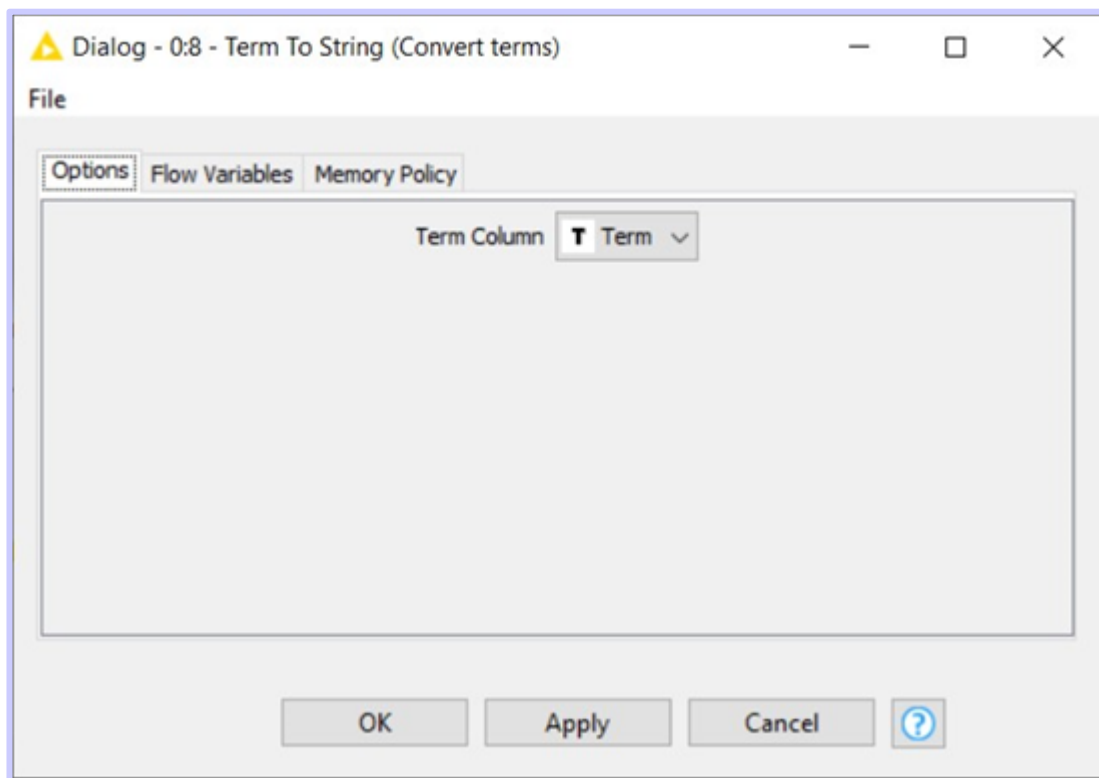 Dialog - 0:8 - Term To String (Convert terms)
File
Options Flow Variables Memory Policy
Term Column T Term
OK Apply Cancel ?